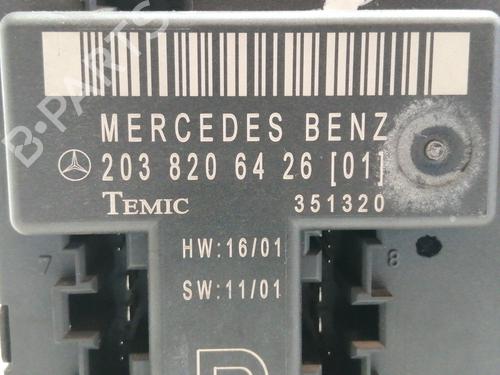 B-PARTS
MERCEDES BENZ
203 820 64 26 [01]
TEMIC 351320
HW:16/01
7 8
SW:11/01